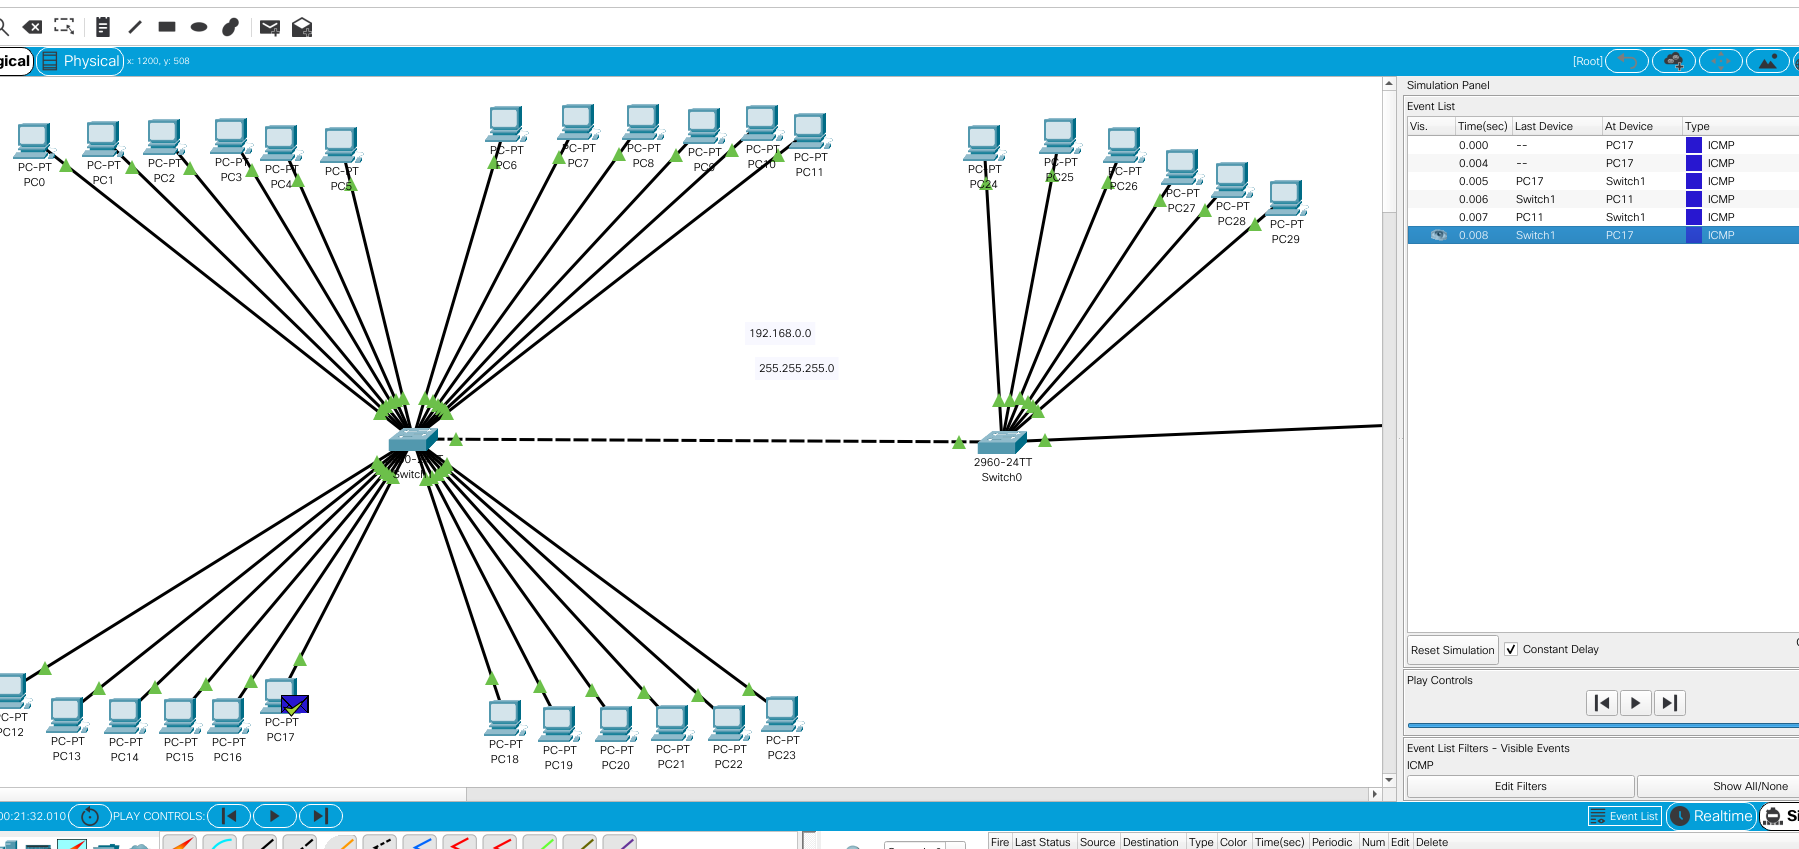 gical Physical x: 1200, y: 508 [Root]
Simulation Panel
Event List
Vis. Time(sec) Last Device At Device Type
0.000 -- PC17 ICMP
0.004 -- PC17 ICMP
0.005 PC17 Switch1 ICMP
0.006 Switch1 PC11 ICMP
0.007 PC11 Switch1 ICMP
0.008 Switch1 PC17 ICMP
PC-PT
PC0
PC-PT
PC1
PC-PT
PC2
PC-PT
PC3
PC-PT
PC4
PC-PT
PC5
PC-PT
PC6
PC-PT
PC7
PC-PT
PC8
PC-PT
PC9
PC-PT
PC10
PC-PT
PC11
PC-PT
PC24
PC-PT
PC25
PC-PT
PC26
PC-PT
PC27
PC-PT
PC28
PC-PT
PC29
192.168.0.0
255.255.255.0
Switch1
2960-24TT
Switch0
C-PT
PC12
PC-PT
PC13
PC-PT
PC14
PC-PT
PC15
PC-PT
PC16
PC-PT
PC17
PC-PT
PC18
PC-PT
PC19
PC-PT
PC20
PC-PT
PC21
PC-PT
PC22
PC-PT
PC23
Reset Simulation Constant Delay
Play Controls
Event List Filters - Visible Events
ICMP
Edit Filters Show All/None
00:21:32.010 PLAY CONTROLS: Event List Realtime Si
Fire Last Status Source Destination Type Color Time(sec) Periodic Num Edit Delete